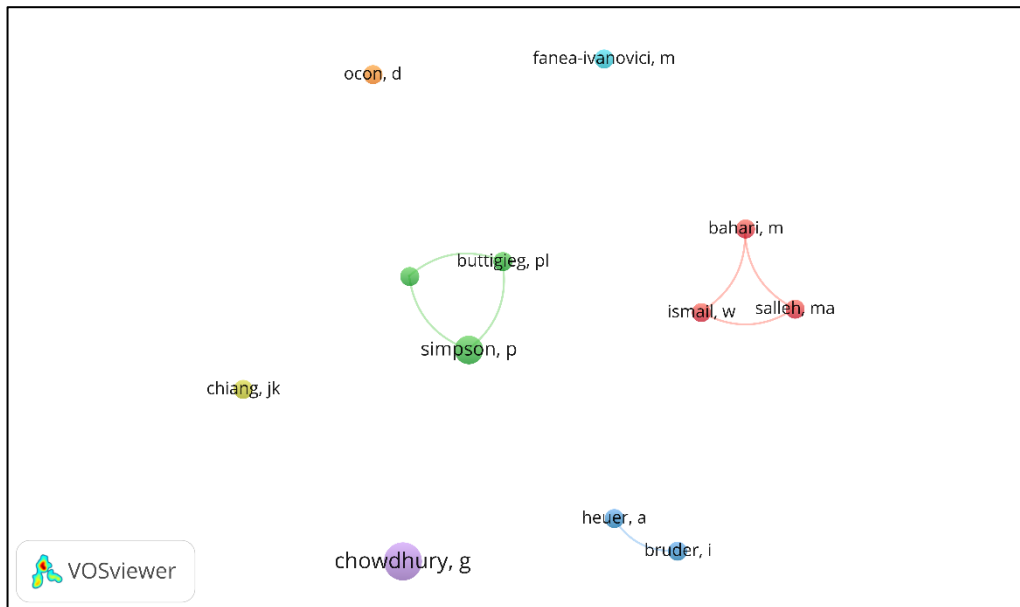 fanea-ivanovici, m
ocon, d
bahari, m
buttigieg, pl
ismail, w
salleh, ma
simpson, p
chiang, jk
heuer, a
bruder, i
chowdhury, g
VOSviewer